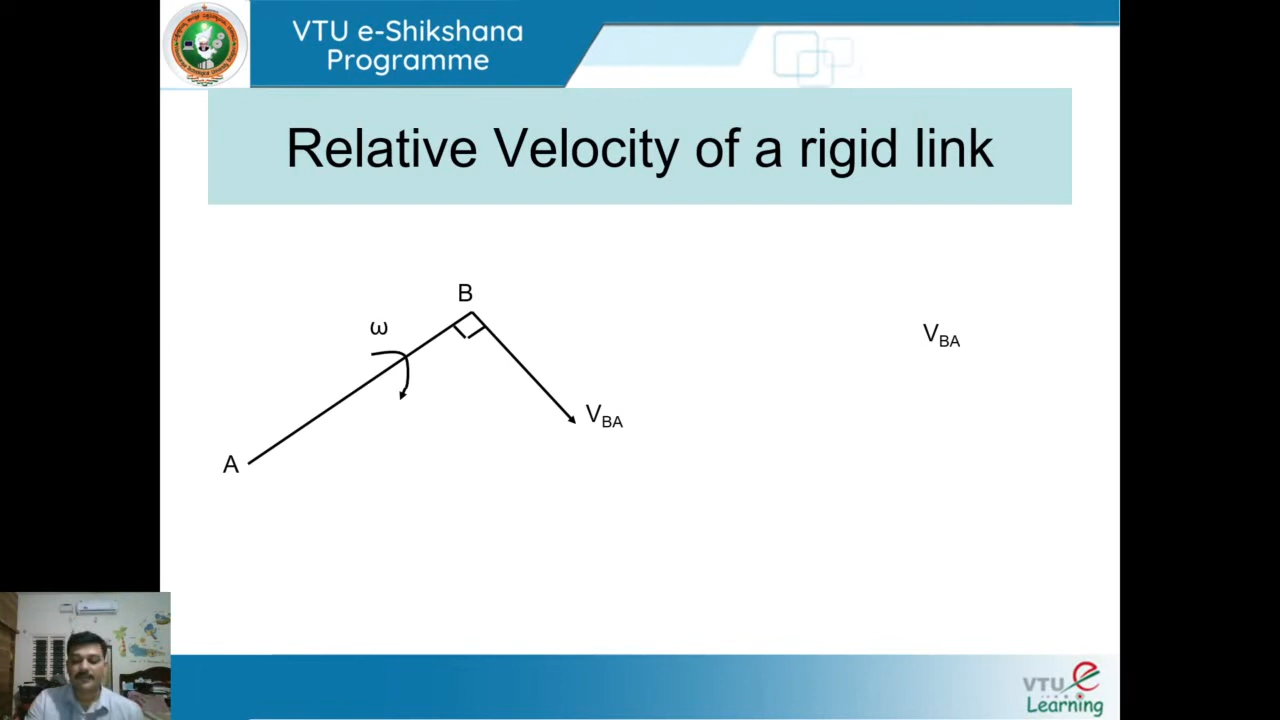 VTU e-Shikshana
Programme
Relative Velocity of a rigid link
B
ω
V_BA
V_BA
A
VTU e
Learning